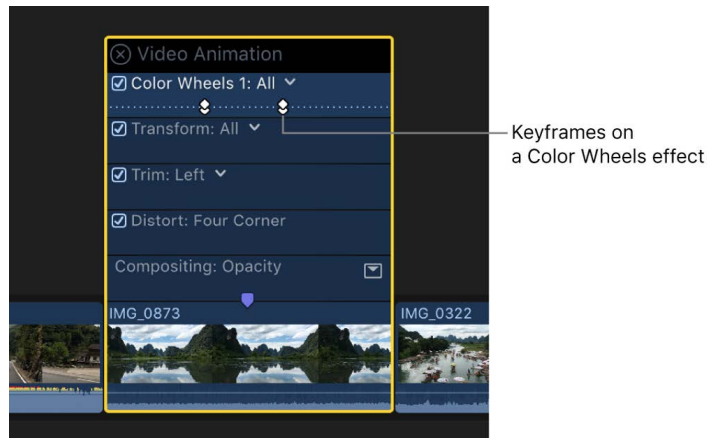 Video Animation
Color Wheels 1: All
Transform: All
Trim: Left
Distort: Four Corner
Compositing: Opacity
IMG_0873
IMG_0322
Keyframes on
a Color Wheels effect